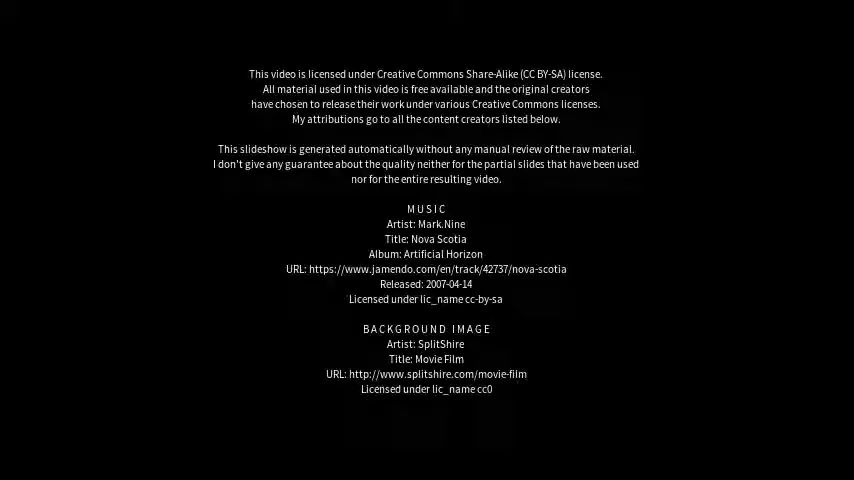 This video is licensed under Creative Commons Share-Alike (CC BY-SA) license.
All material used in this video is free available and the original creators
have chosen to release their work under various Creative Commons licenses.
My attributions go to all the content creators listed below.
This slideshow is generated automatically without any manual review of the raw material.
I don't give any guarantee about the quality neither for the partial slides that have been used
nor for the entire resulting video.
MUSIC
Artist: Mark.Nine
Title: Nova Scotia
Album: Artificial Horizon
URL: https://www.jamendo.com/en/track/42737/nova-scotia
Released: 2007-04-14
Licensed under lic_name cc-by-sa
BACKGROUND IMAGE
Artist: SplitShire
Title: Movie Film
URL: http://www.splitshire.com/movie-film
Licensed under lic_name cc0